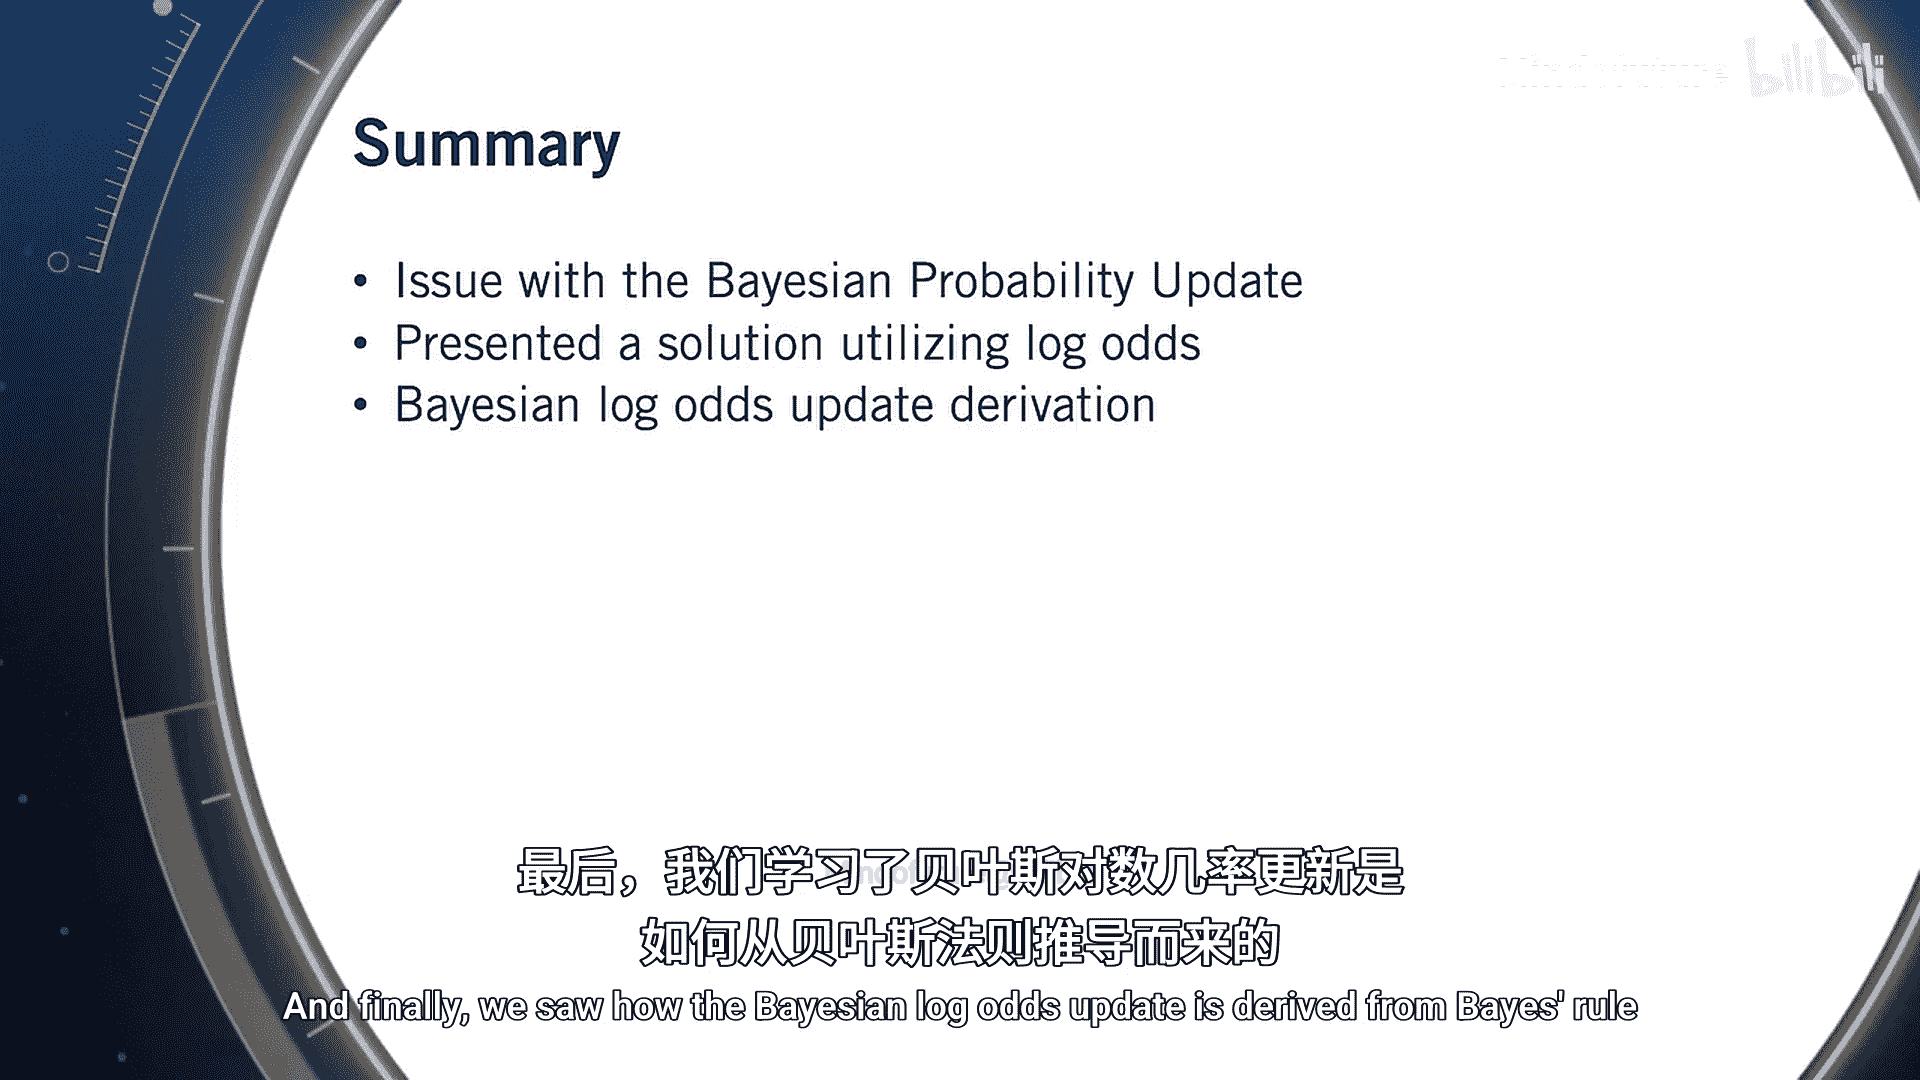 bilibili
Summary
• Issue with the Bayesian Probability Update
• Presented a solution utilizing log odds
• Bayesian log odds update derivation
最后，我们学习了贝叶斯对数几率更新是
如何从贝叶斯法则推导而来的
And finally, we saw how the Bayesian log odds update is derived from Bayes' rule